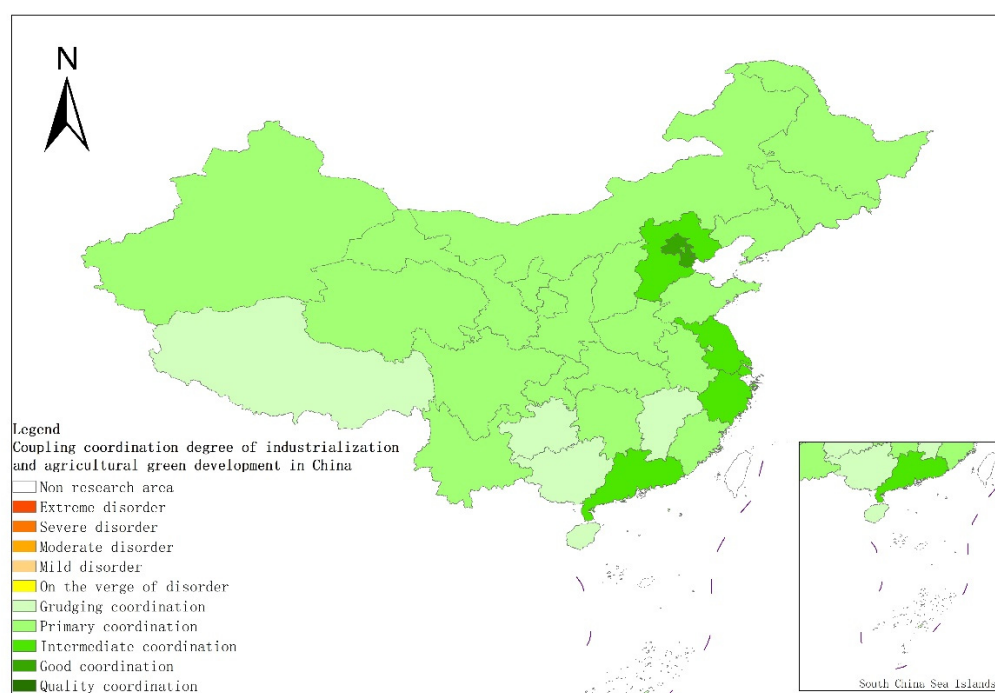 N
Legend
Coupling coordination degree of industrialization
and agricultural green development in China
Non research area
Extreme disorder
Severe disorder
Moderate disorder
Mild disorder
On the verge of disorder
Grudging coordination
Primary coordination
Intermediate coordination
Good coordination
Quality coordination
South China Sea Islands